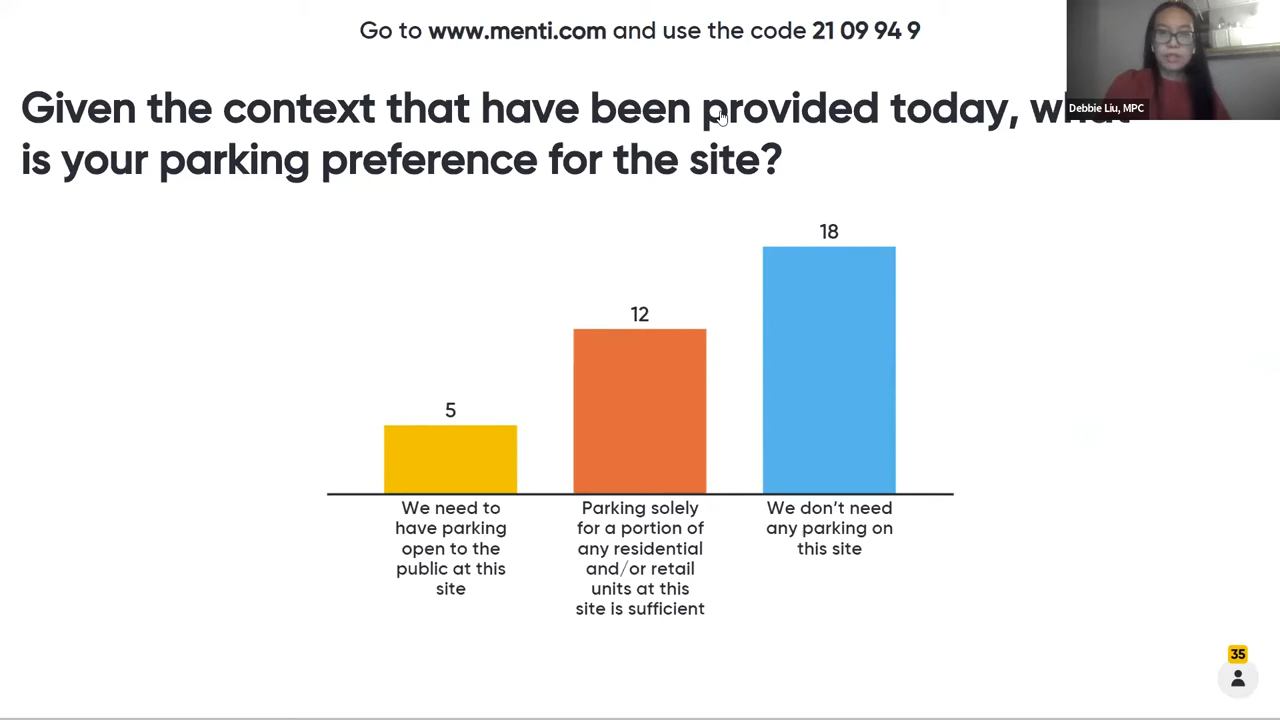 Go to www.menti.com and use the code 21 09 94 9
Debbie Liu, MPC
Given the context that have been provided today, what
is your parking preference for the site?
18
12
5
We need to
have parking
open to the
public at this
site
Parking solely
for a portion of
any residential
and/or retail
units at this
site is sufficient
We don't need
any parking on
this site
35